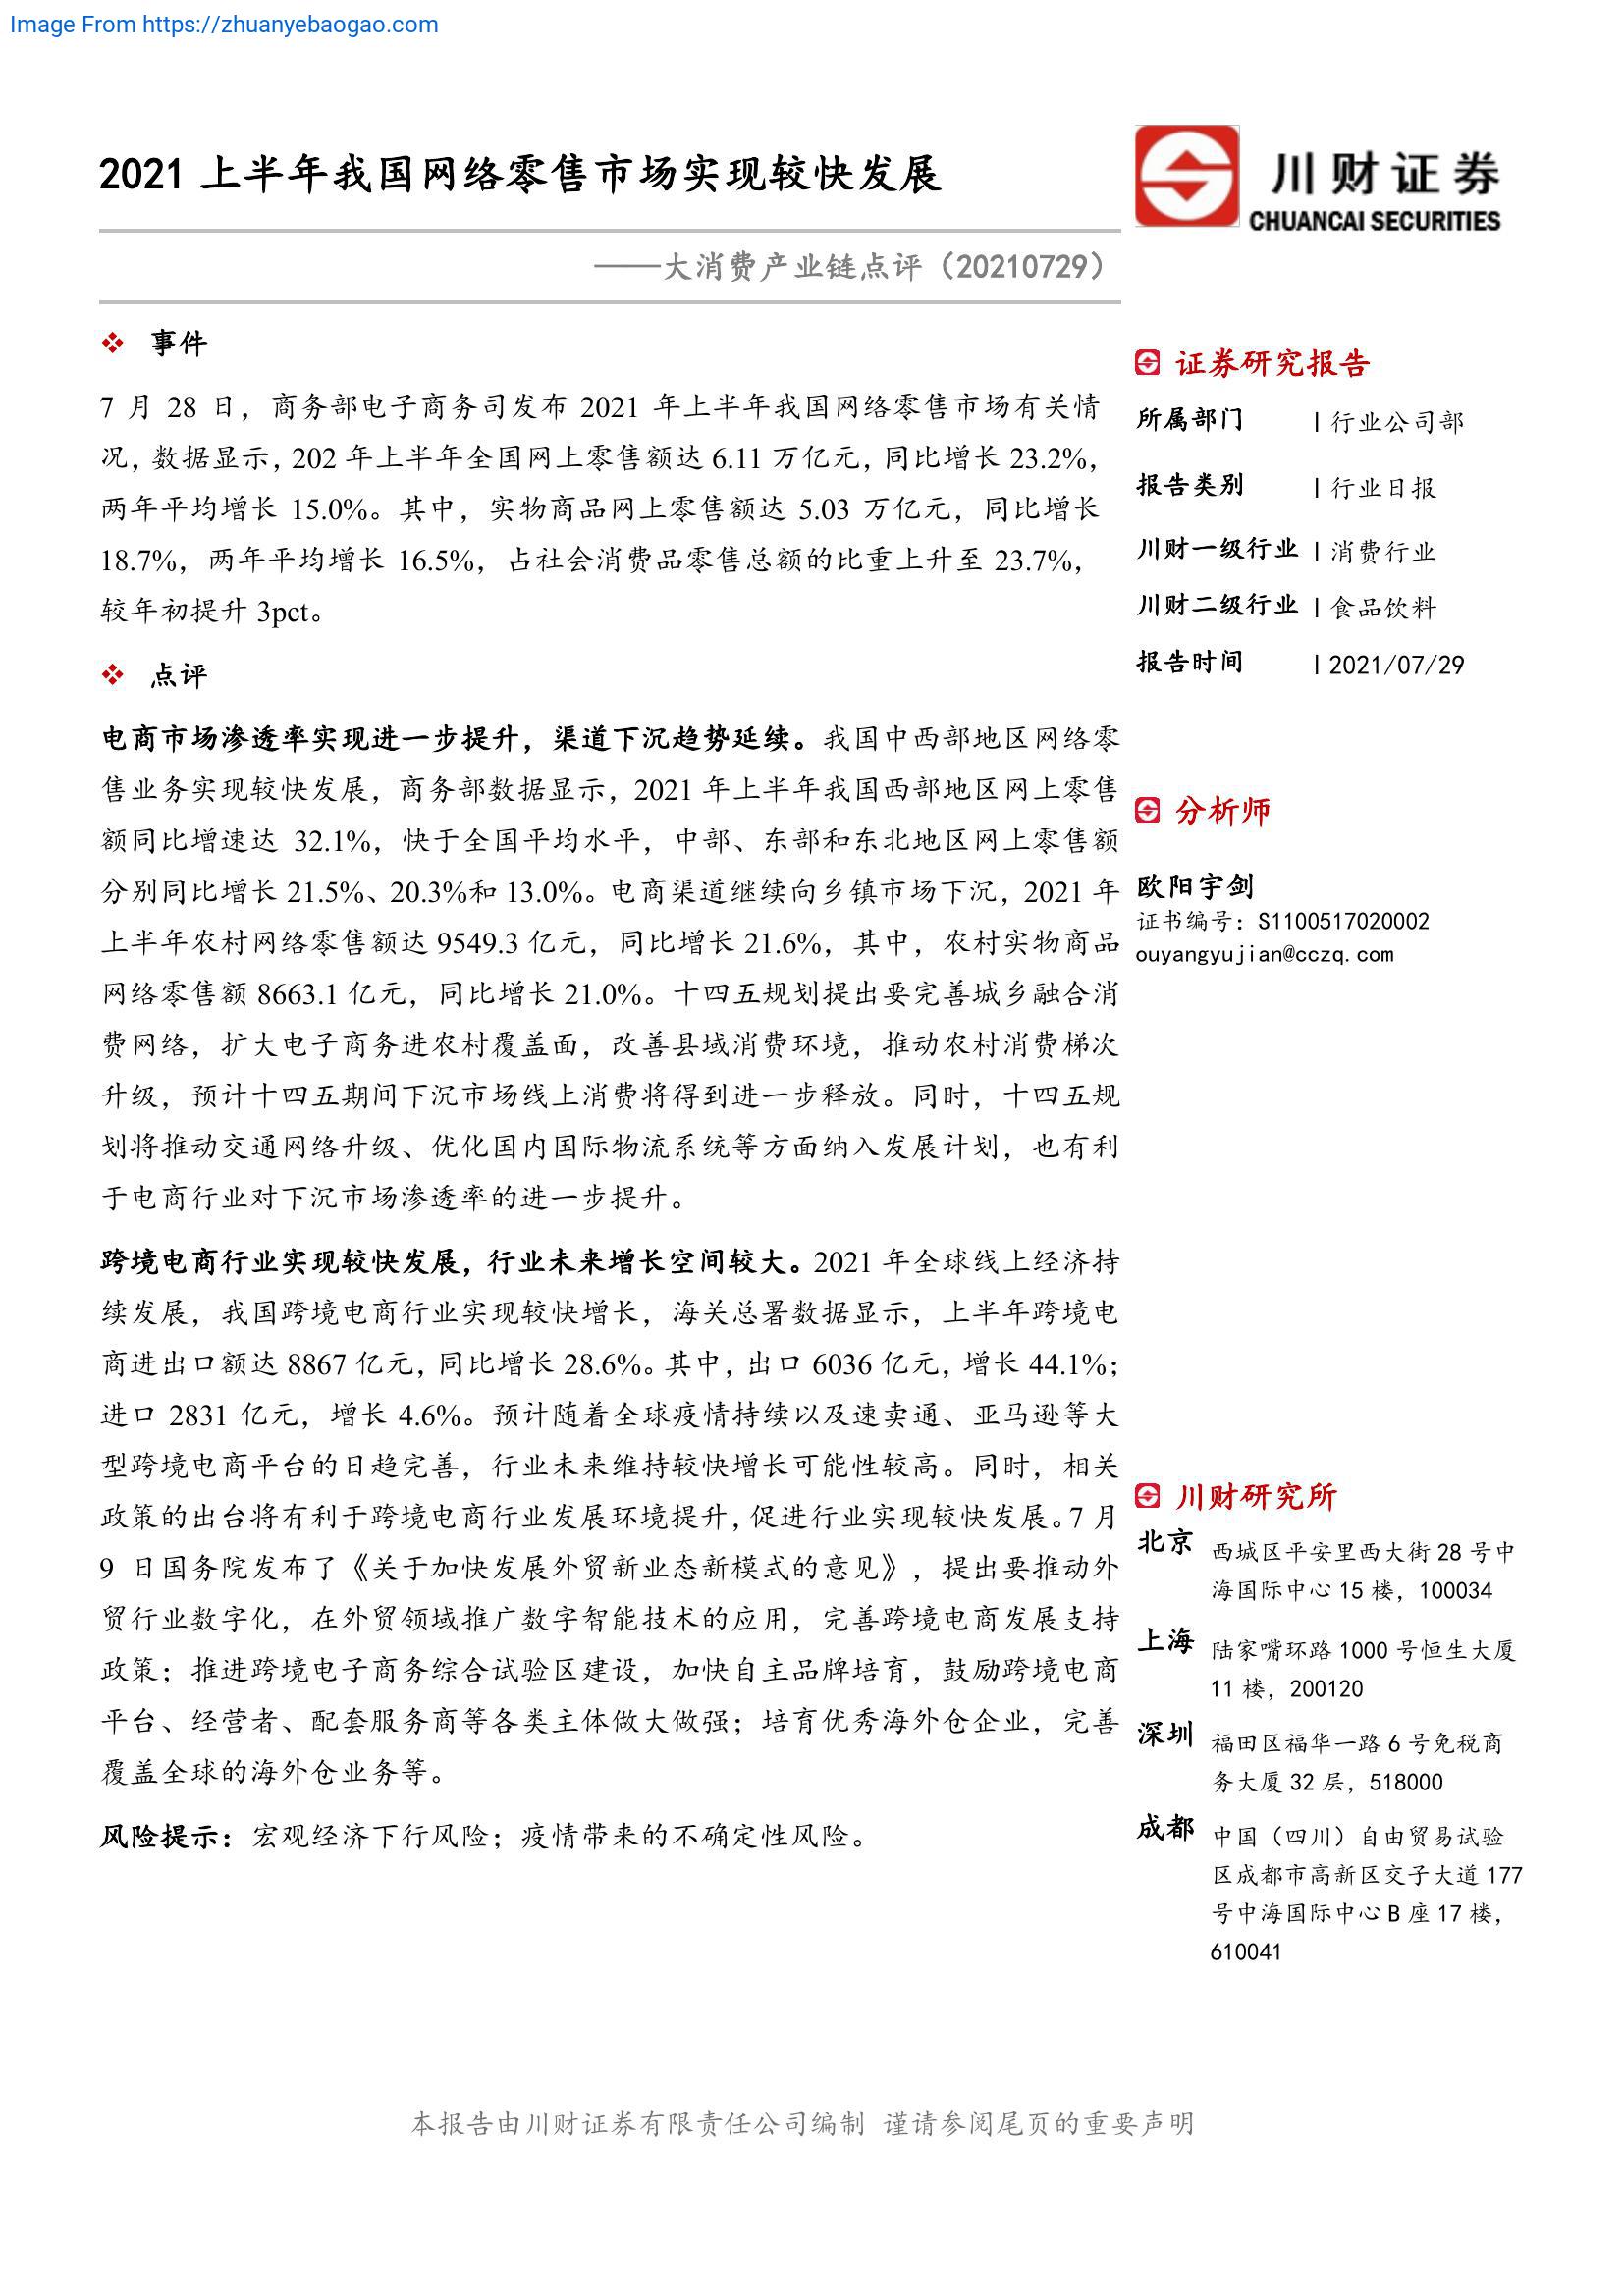 Image From https://zhuanyebaogao.com
2021 上半年我国网络零售市场实现较快发展
川财证券
CHUANCAI SECURITIES
——大消费产业链点评（20210729）
事件
7 月 28 日，商务部电子商务司发布 2021 年上半年我国网络零售市场有关情
况，数据显示，202 年上半年全国网上零售额达 6.11 万亿元，同比增长 23.2%，
两年平均增长 15.0%。其中，实物商品网上零售额达 5.03 万亿元，同比增长
18.7%，两年平均增长 16.5%，占社会消费品零售总额的比重上升至 23.7%，
较年初提升 3pct。
点评
电商市场渗透率实现进一步提升，渠道下沉趋势延续。我国中西部地区网络零
售业务实现较快发展，商务部数据显示，2021 年上半年我国西部地区网上零售
额同比增速达 32.1%，快于全国平均水平，中部、东部和东北地区网上零售额
分别同比增长 21.5%、20.3%和 13.0%。电商渠道继续向乡镇市场下沉，2021 年
上半年农村网络零售额达 9549.3 亿元，同比增长 21.6%，其中，农村实物商品
网络零售额 8663.1 亿元，同比增长 21.0%。十四五规划提出要完善城乡融合消
费网络，扩大电子商务进农村覆盖面，改善县域消费环境，推动农村消费梯次
升级，预计十四五期间下沉市场线上消费将得到进一步释放。同时，十四五规
划将推动交通网络升级、优化国内国际物流系统等方面纳入发展计划，也有利
于电商行业对下沉市场渗透率的进一步提升。
跨境电商行业实现较快发展，行业未来增长空间较大。2021 年全球线上经济持
续发展，我国跨境电商行业实现较快增长，海关总署数据显示，上半年跨境电
商进出口额达 8867 亿元，同比增长 28.6%。其中，出口 6036 亿元，增长 44.1%；
进口 2831 亿元，增长 4.6%。预计随着全球疫情持续以及速卖通、亚马逊等大
型跨境电商平台的日趋完善，行业未来维持较快增长可能性较高。同时，相关
政策的出台将有利于跨境电商行业发展环境提升，促进行业实现较快发展。7 月
9 日国务院发布了《关于加快发展外贸新业态新模式的意见》，提出要推动外
贸行业数字化，在外贸领域推广数字智能技术的应用，完善跨境电商发展支持
政策；推进跨境电子商务综合试验区建设，加快自主品牌培育，鼓励跨境电商
平台、经营者、配套服务商等各类主体做大做强；培育优秀海外仓企业，完善
覆盖全球的海外仓业务等。
风险提示：宏观经济下行风险；疫情带来的不确定性风险。
证券研究报告
所属部门 | 行业公司部
报告类别 | 行业日报
川财一级行业 | 消费行业
川财二级行业 | 食品饮料
报告时间 | 2021/07/29
分析师
欧阳宇剑
证书编号：S1100517020002
ouyangyujian@cczq.com
川财研究所
北京 西城区平安里西大街 28 号中
海国际中心 15 楼，100034
上海 陆家嘴环路 1000 号恒生大厦
11 楼，200120
深圳 福田区福华一路 6 号免税商
务大厦 32 层，518000
成都 中国（四川）自由贸易试验
区成都市高新区交子大道 177
号中海国际中心 B 座 17 楼，
610041
本报告由川财证券有限责任公司编制 谨请参阅尾页的重要声明